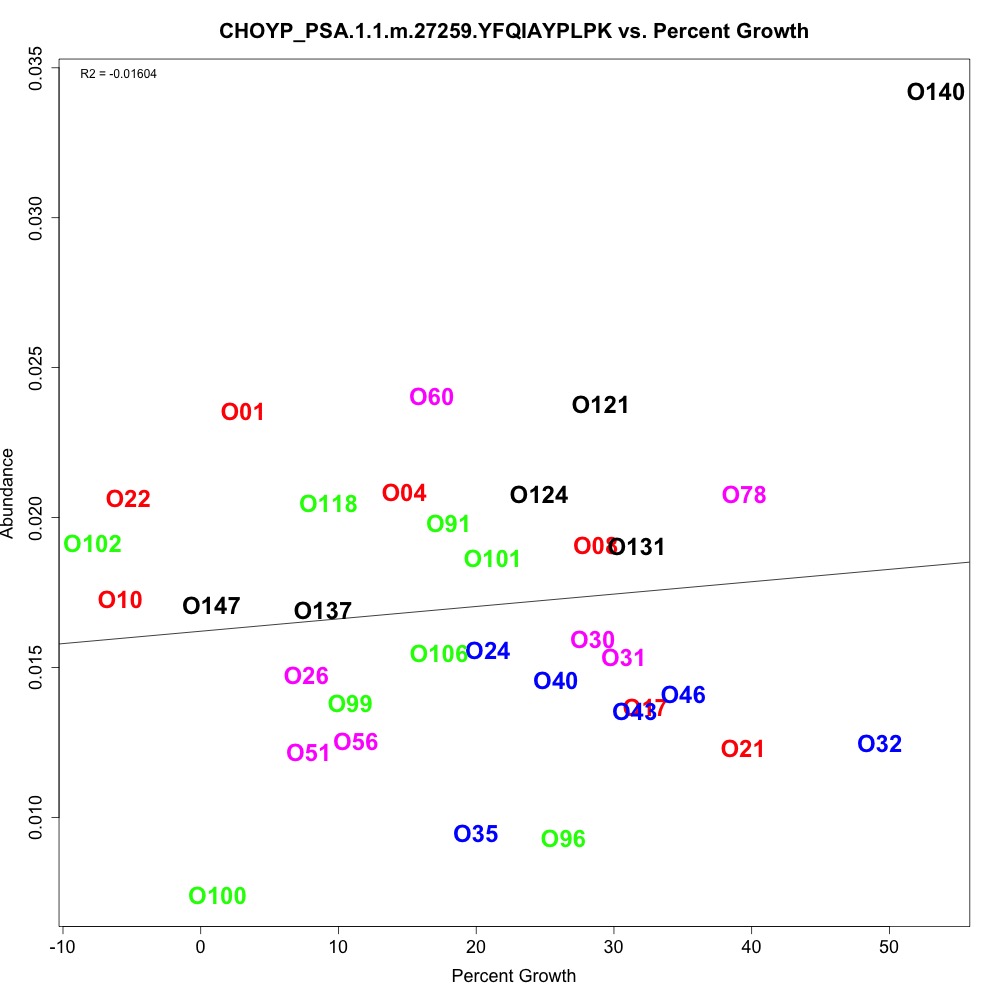 CHOYP_PSA.1.1.m.27259.YFQIAYPLPK vs. Percent Growth
R2 = -0.01604
0.035
O140
0.030
0.025
O60
O121
O01
O04
O124
O78
O22
O118
0.020
O91
O102
O08
O131
O101
O10
O147
O137
O30
O106
O24
O31
0.015
O26
O40
O46
O99
O17
O43
O56
O32
O51
O21
0.010
O35
O96
O100
Abundance
-10 0 10 20 30 40 50
Percent Growth